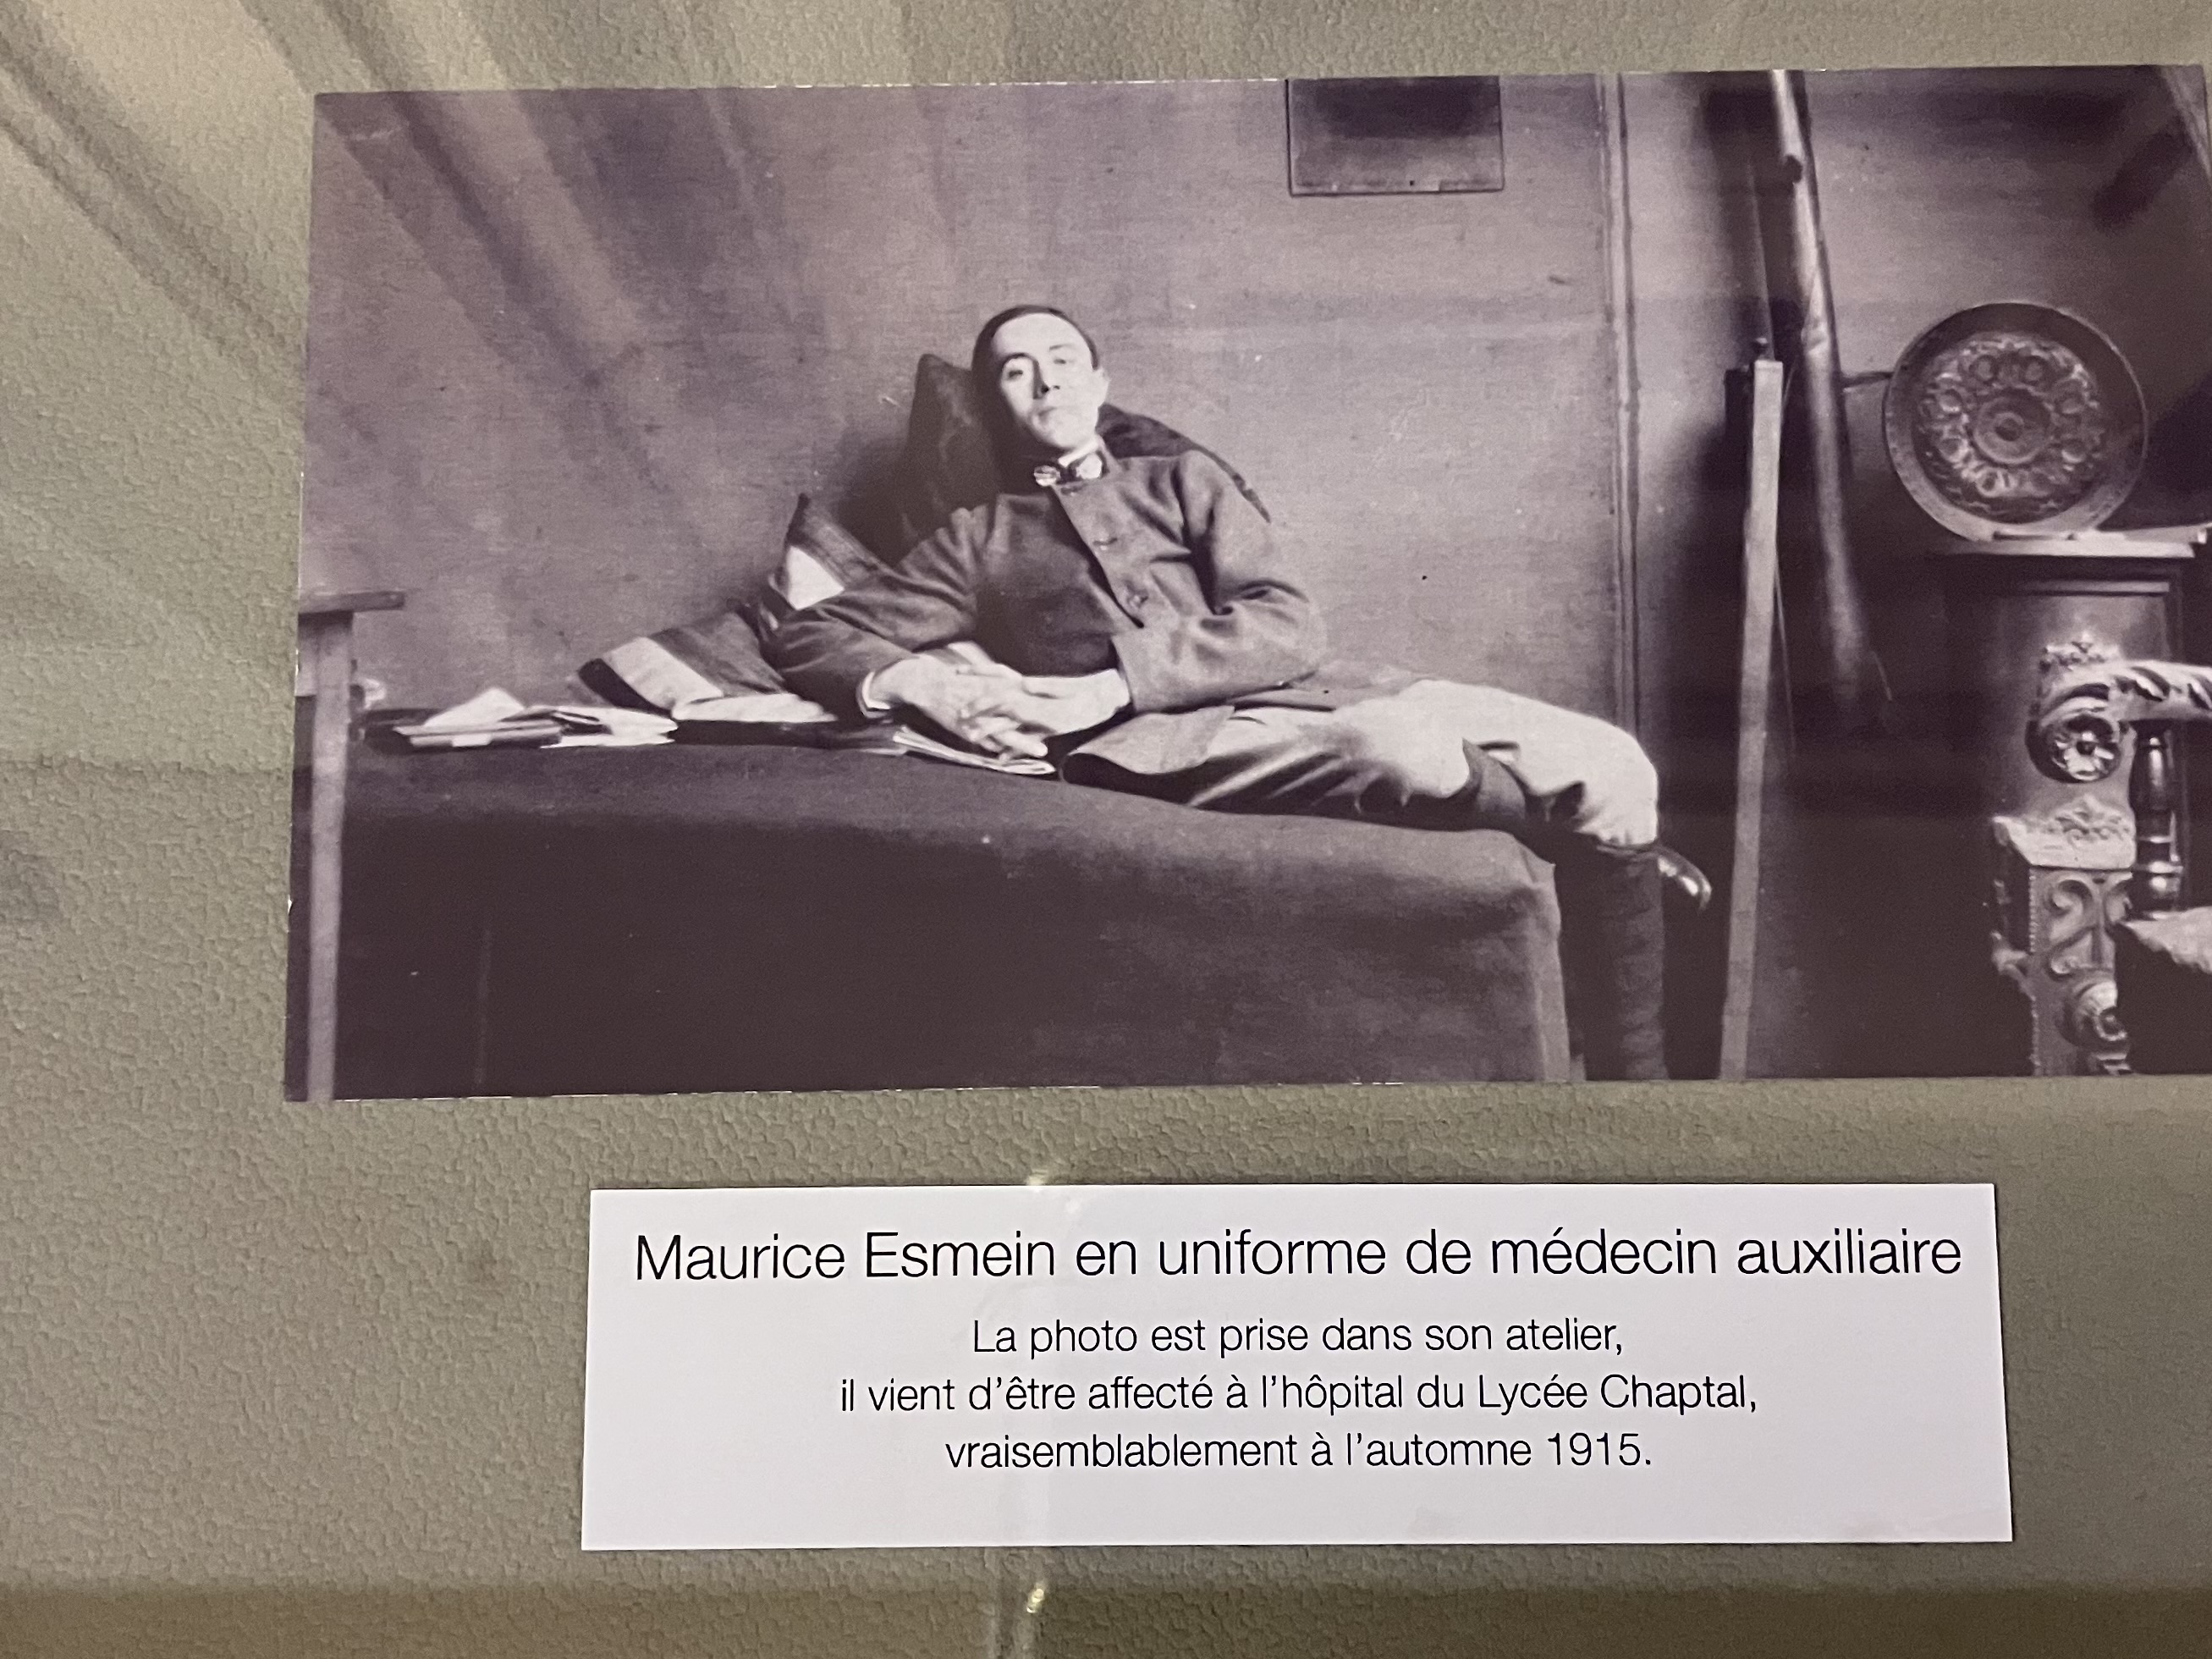 Maurice Esmein en uniforme de médecin auxiliaire
La photo est prise dans son atelier,
il vient d’être affecté à l’hôpital du Lycée Chaptal,
vraisemblablement à l’automne 1915.